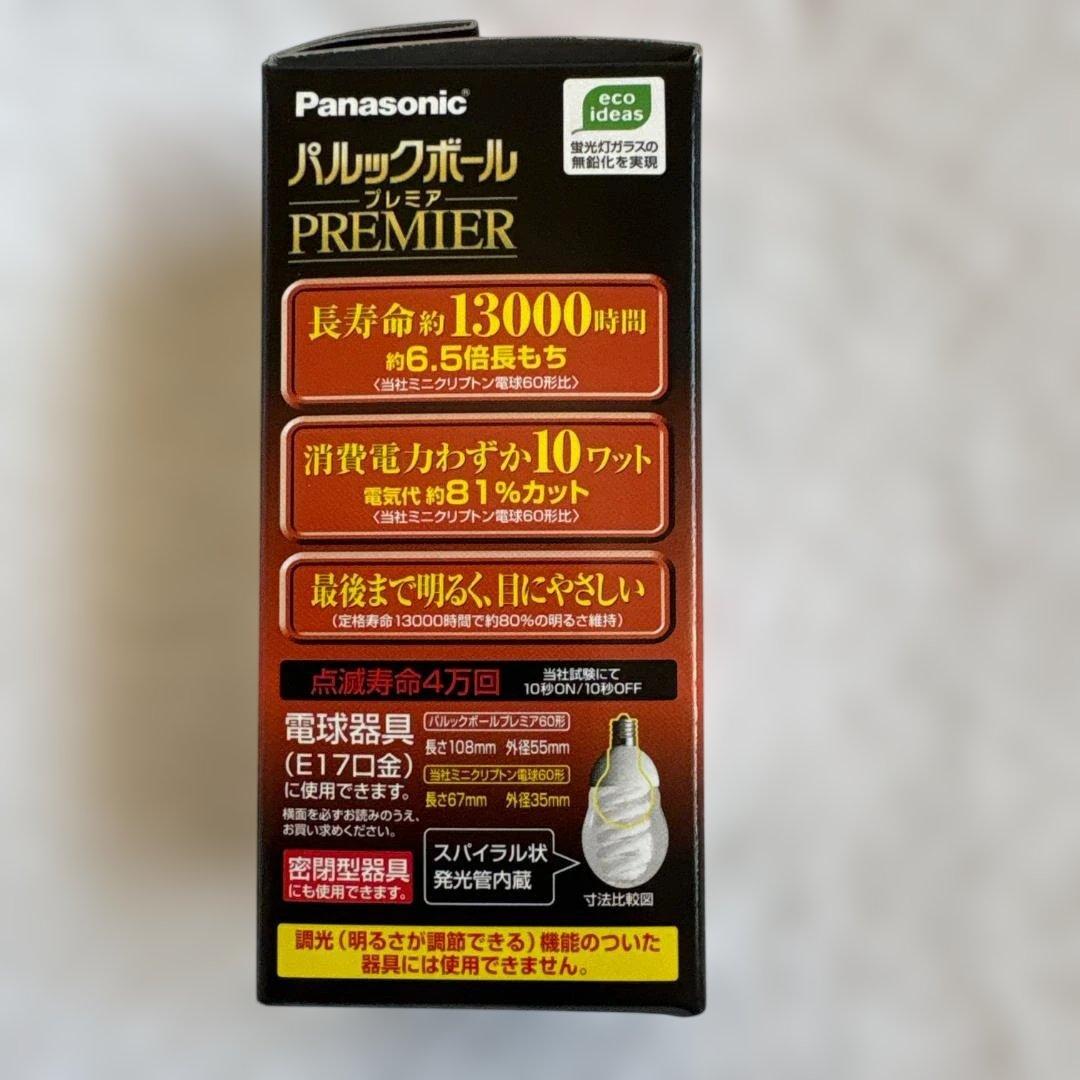 Panasonic®
eco
ideas
蛍光灯ガラスの
無鉛化を実現
パルックボール
プレミア
PREMIER
長寿命約13000時間
約6.5倍長もち
〈当社ミニクリプトン電球60形比〉
消費電力わずか10ワット
電気代 約81%カット
〈当社ミニクリプトン電球60形比〉
最後まで明るく、目にやさしい
(定格寿命13000時間で約80%の明るさ維持)
点滅寿命4万回
当社試験にて
10秒ON/10秒OFF
電球器具
(E17口金)
に使用できます。
横面を必ずお読みのうえ、
お買い求めください。
密閉型器具
にも使用できます。
パルックボールプレミア60形
長さ108mm 外径55mm
当社ミニクリプトン電球60形
長さ67mm 外径35mm
スパイラル状
発光管内蔵
寸法比較図
調光(明るさが調節できる)機能のついた
器具には使用できません。